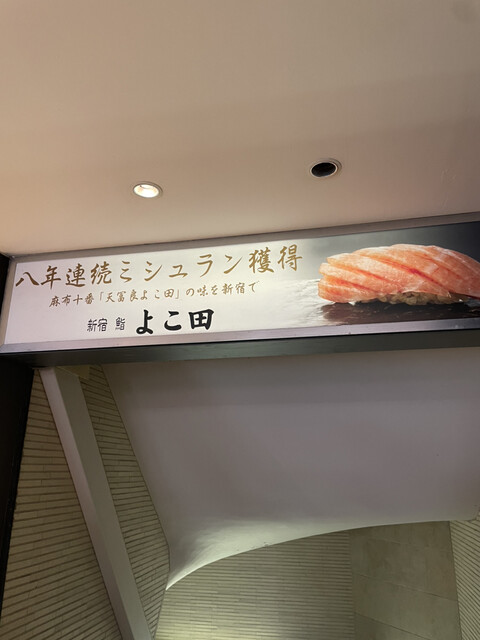 八年連続ミシュラン獲得
麻布十番「天冨良よこ田」の味を新宿で
新宿 鮨 よこ田